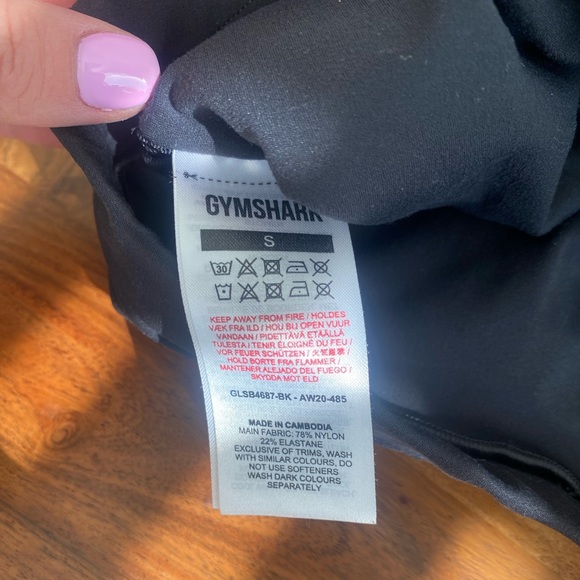 GYMSHARK
S
30
KEEP AWAY FROM FIRE / HOLDES
VÆK FRA ILD / HOU BIJ OPEN VUUR
VANDAAN / PIDETTÄVÄ ETÄÄLLÄ
TULESTA / TENIR ÉLOIGNÉ DU FEU /
VOR FEUER SCHÜTZEN / 火気厳禁 /
HOLD BORTE FRA FLAMMER /
MANTENER ALEJADO DEL FUEGO /
SKYDDA MOT ELD
GLSB4687-BK - AW20-485
MADE IN CAMBODIA
MAIN FABRIC: 78% NYLON
22% ELASTANE
EXCLUSIVE OF TRIMS, WASH
WITH SIMILAR COLOURS, DO
NOT USE SOFTENERS
WASH DARK COLOURS
SEPARATELY